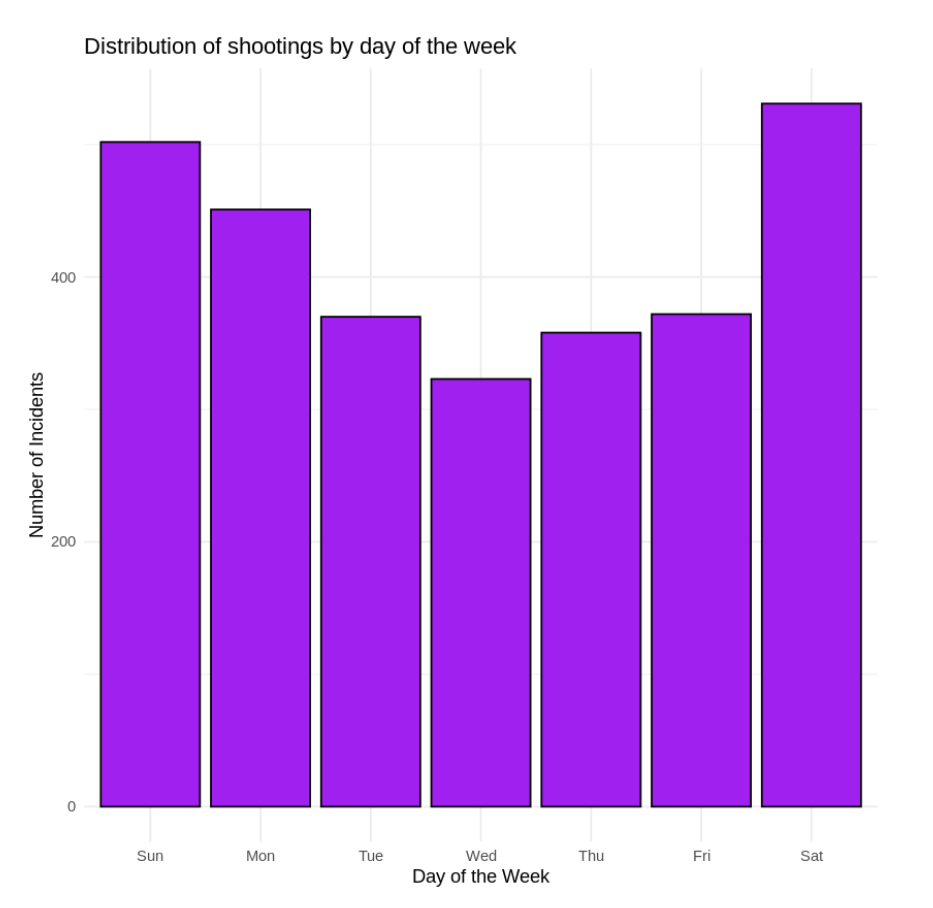 Distribution of shootings by day of the week
Number of Incidents
400
200
0
Sun Mon Tue Wed Thu Fri Sat
Day of the Week